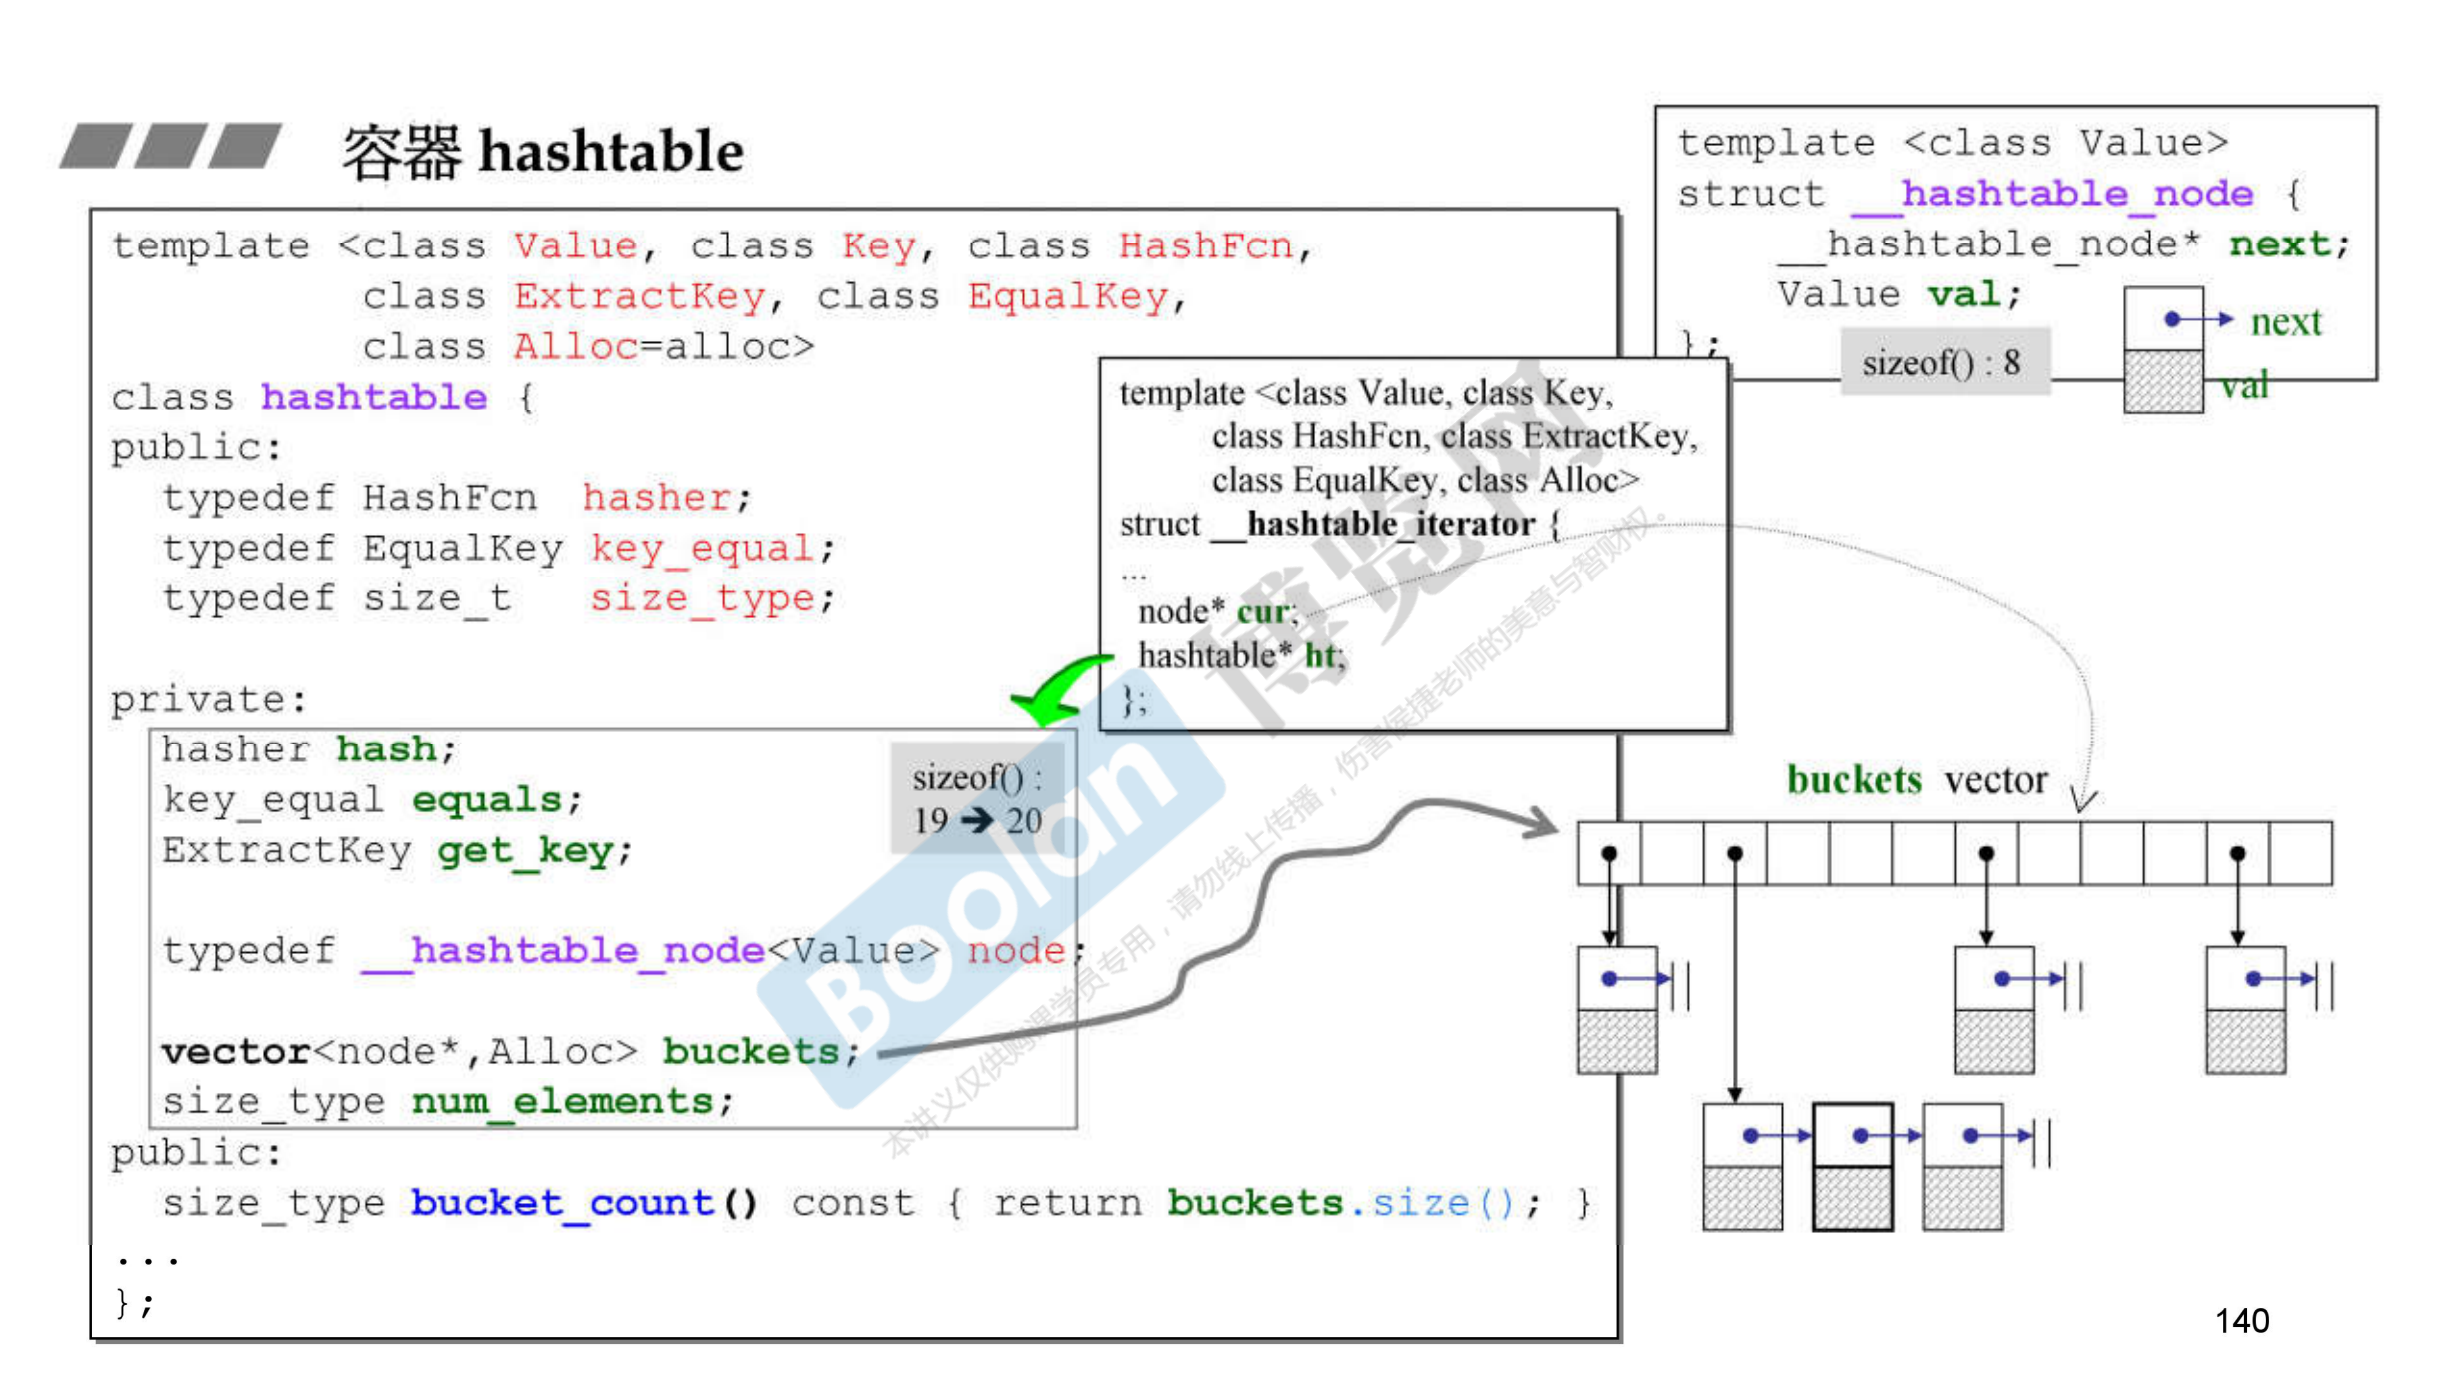 容器 hashtable
template <class Value, class Key, class HashFcn,
class ExtractKey, class EqualKey,
class Alloc=alloc>
class hashtable {
public:
typedef HashFcn hasher;
typedef EqualKey key_equal;
typedef size_t size_type;
private:
hasher hash;
key_equal equals;
ExtractKey get_key;
typedef __hashtable_node<Value> node;
vector<node*,Alloc> buckets;
size_type num_elements;
public:
size_type bucket_count() const { return buckets.size(); }
...
};
sizeof() :
19 ➔ 20
template <class Value, class Key,
class HashFcn, class ExtractKey,
class EqualKey, class Alloc>
struct __hashtable_iterator {
...
node* cur;
hashtable* ht;
};
template <class Value>
struct __hashtable_node {
__hashtable_node* next;
Value val;
};
sizeof() : 8
next
val
buckets vector
Boolan
博览网
本讲义仅供购课学员专用，请勿线上传播，伤害侯捷老师的美意与智财权。
140